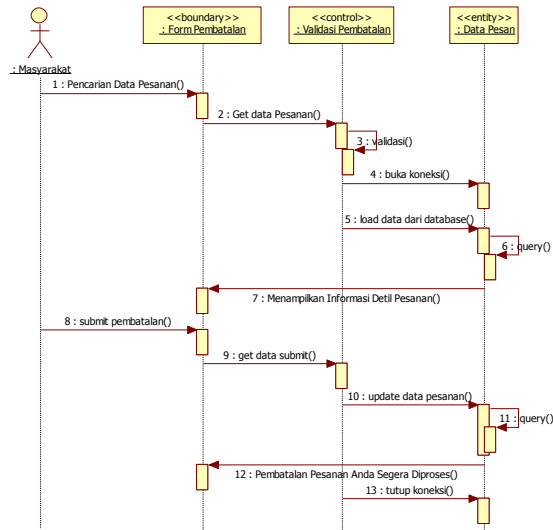 <<boundary>>
: Form Pembatalan
<<control>>
: Validasi Pembatalan
<<entity>>
: Data Pesan
: Masyarakat
1 : Pencarian Data Pesanan()
2 : Get data Pesanan()
3 : validasi()
4 : buka koneksi()
5 : load data dari database()
6 : query()
7 : Menampilkan Informasi Detil Pesanan()
8 : submit pembatalan()
9 : get data submit()
10 : update data pesanan()
11 : query()
12 : Pembatalan Pesanan Anda Segera Diproses()
13 : tutup koneksi()